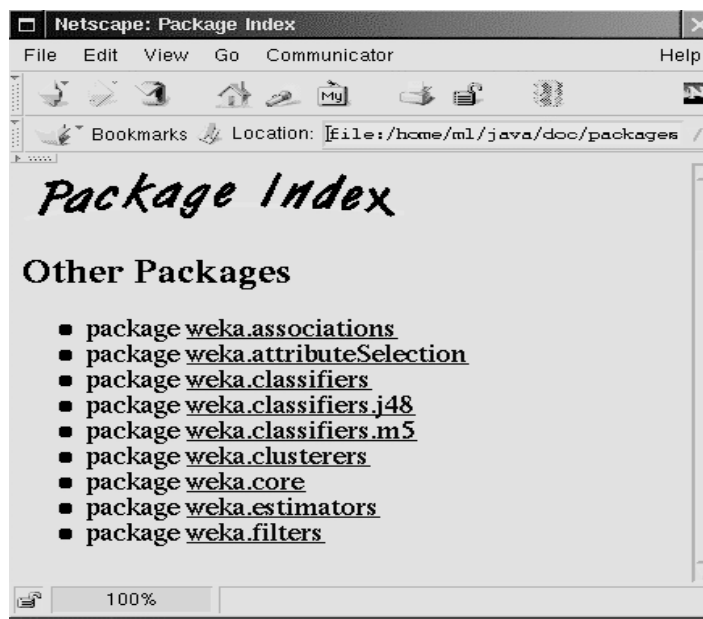 Netscape: Package Index
File Edit View Go Communicator Help
My
Bookmarks Location: file:/home/ml/java/doc/packages /
Package Index
Other Packages
package weka.associations
package weka.attributeSelection
package weka.classifiers
package weka.classifiers.j48
package weka.classifiers.m5
package weka.clusterers
package weka.core
package weka.estimators
package weka.filters
100%